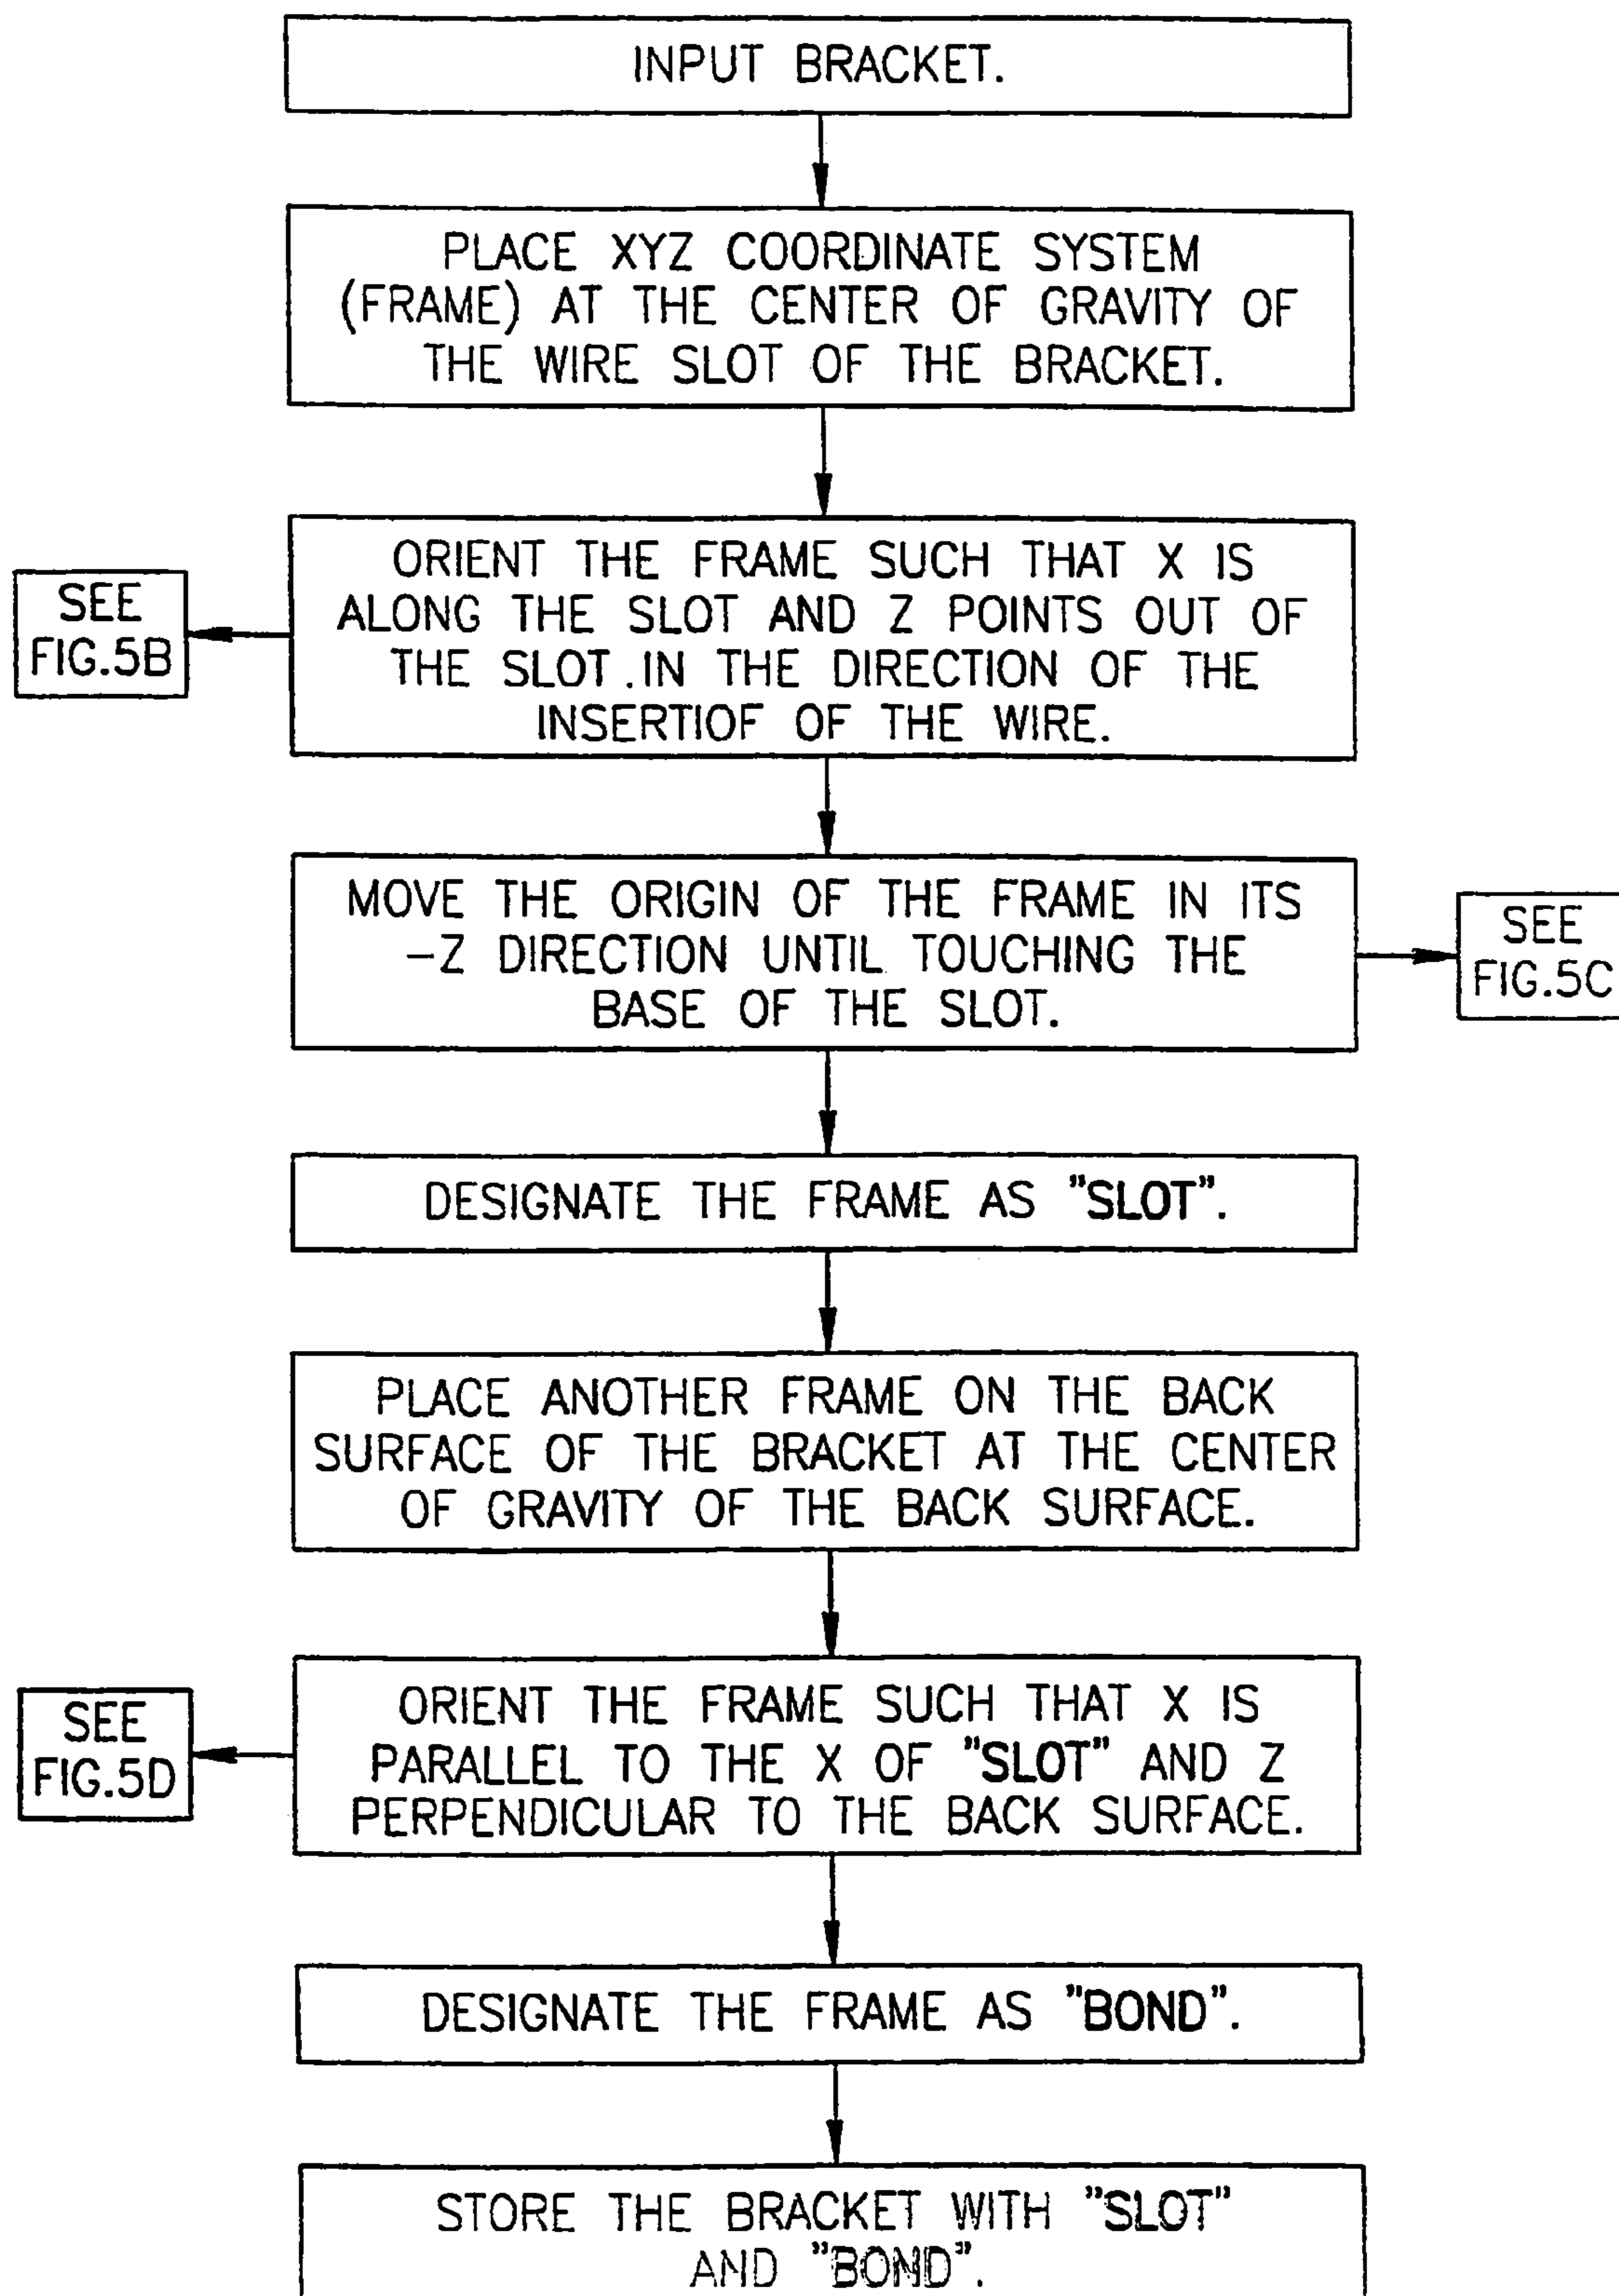 INPUT BRACKET.
PLACE XYZ COORDINATE SYSTEM
(FRAME) AT THE CENTER OF GRAVITY OF
THE WIRE SLOT OF THE BRACKET.
ORIENT THE FRAME SUCH THAT X IS
ALONG THE SLOT AND Z POINTS OUT OF
THE SLOT .IN THE DIRECTION OF THE
INSERTIOF OF THE WIRE.
SEE
FIG.5B
MOVE THE ORIGIN OF THE FRAME IN ITS
−Z DIRECTION UNTIL TOUCHING THE
BASE OF THE SLOT.
SEE
FIG.5C
DESIGNATE THE FRAME AS "SLOT".
PLACE ANOTHER FRAME ON THE BACK
SURFACE OF THE BRACKET AT THE CENTER
OF GRAVITY OF THE BACK SURFACE.
ORIENT THE FRAME SUCH THAT X IS
PARALLEL TO THE X OF "SLOT" AND Z
PERPENDICULAR TO THE BACK SURFACE.
SEE
FIG.5D
DESIGNATE THE FRAME AS "BOND".
STORE THE BRACKET WITH "SLOT"
AND "BOND".